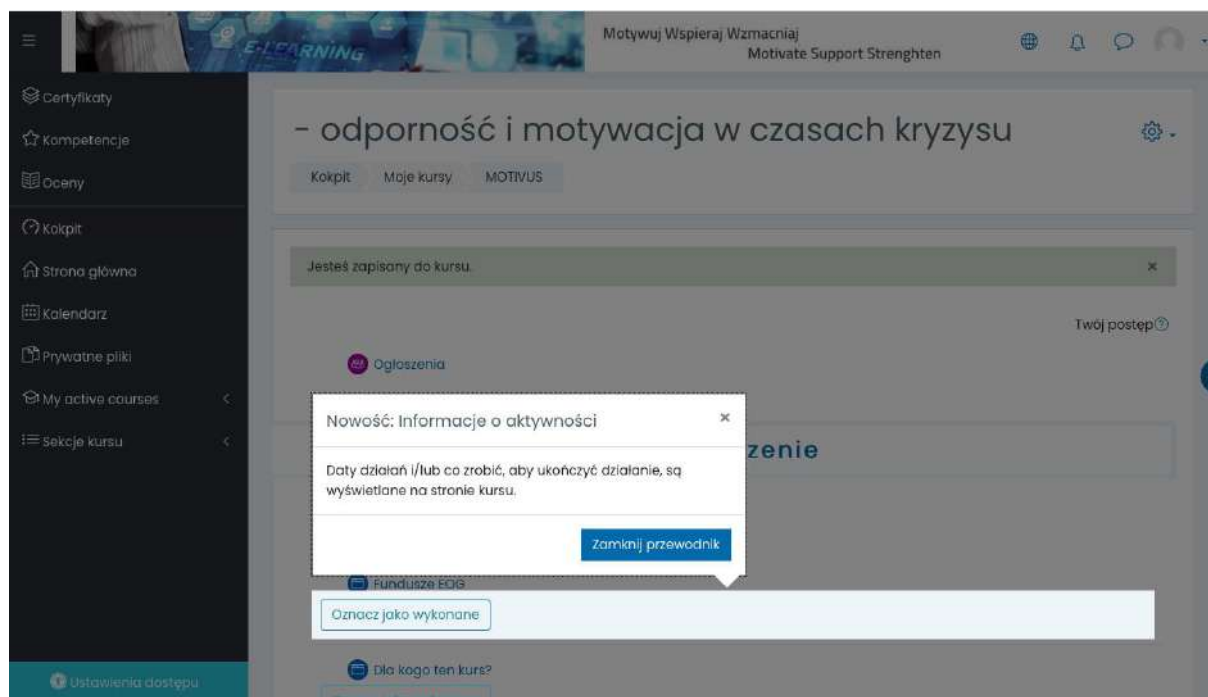 E-LEARNING
Motywuj Wspieraj Wzmacniaj
Motivate Support Strenghten
Certyfikaty
Kompetencje
Oceny
Kokpit
Strona główna
Kalendarz
Prywatne pliki
My active courses
Sekcje kursu
Ustawienia dostępu
- odporność i motywacja w czasach kryzysu
Kokpit Moje kursy MOTIVUS
Jesteś zapisany do kursu.
Twój postęp
Ogłoszenia
zenie
Nowość: Informacje o aktywności
Daty działań i/lub co zrobić, aby ukończyć działanie, są
wyświetlane na stronie kursu.
Zamknij przewodnik
Fundusze EOG
Oznacz jako wykonane
Dla kogo ten kurs?